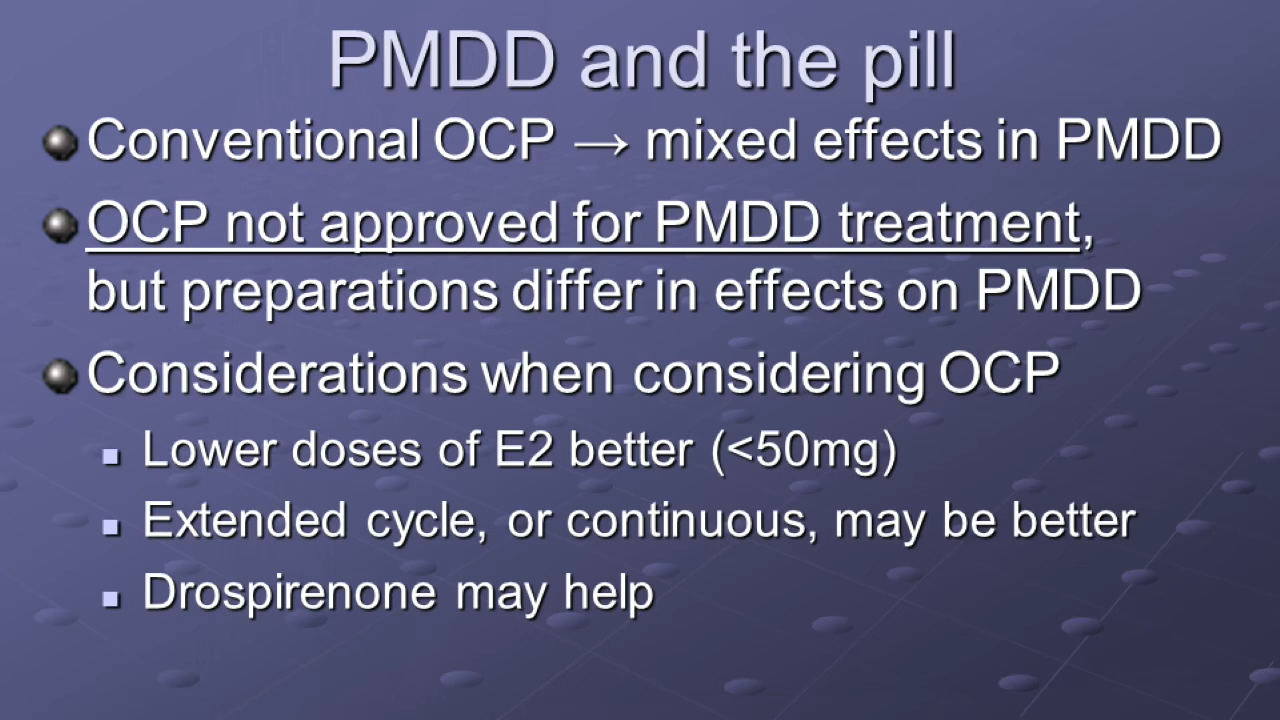 PMDD and the pill
Conventional OCP → mixed effects in PMDD
OCP not approved for PMDD treatment,
but preparations differ in effects on PMDD
Considerations when considering OCP
Lower doses of E2 better (<50mg)
Extended cycle, or continuous, may be better
Drospirenone may help